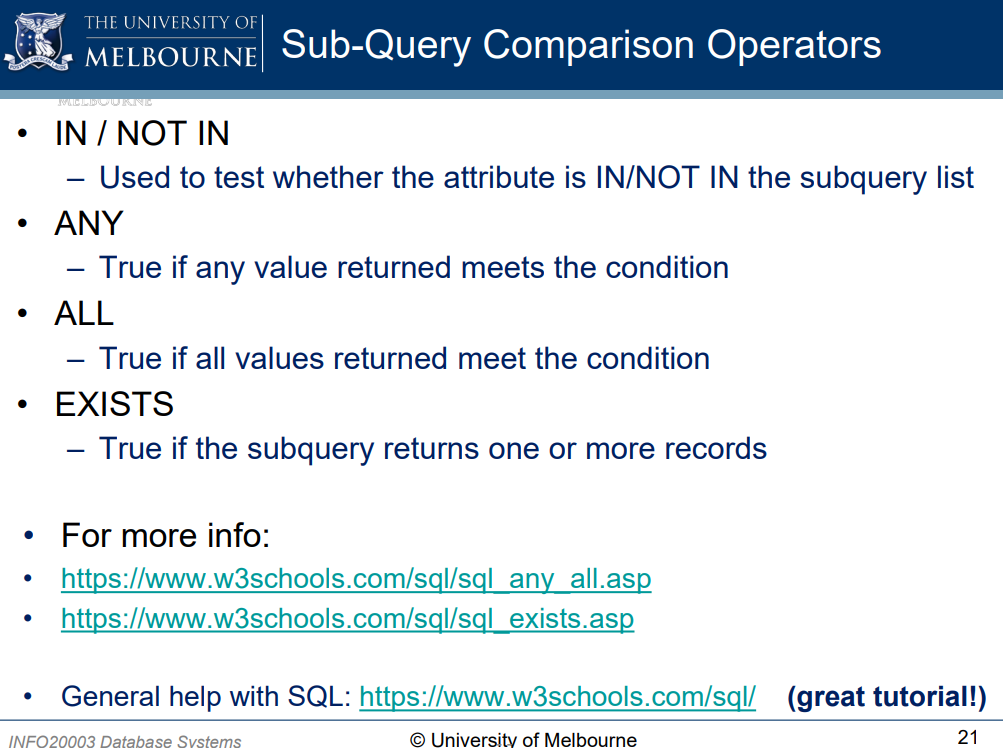 THE UNIVERSITY OF
MELBOURNE
Sub-Query Comparison Operators
MELBOURNE
• IN / NOT IN
– Used to test whether the attribute is IN/NOT IN the subquery list
• ANY
– True if any value returned meets the condition
• ALL
– True if all values returned meet the condition
• EXISTS
– True if the subquery returns one or more records
• For more info:
• https://www.w3schools.com/sql/sql_any_all.asp
• https://www.w3schools.com/sql/sql_exists.asp
• General help with SQL: https://www.w3schools.com/sql/ (great tutorial!)
INFO20003 Database Systems © University of Melbourne 21